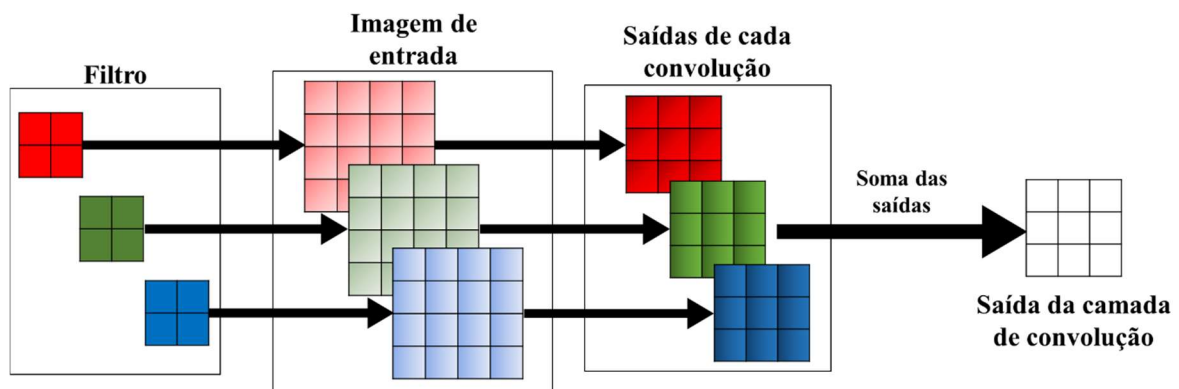 Filtro
Imagem de
entrada
Saídas de cada
convolução
Soma das
saídas
Saída da camada
de convolução